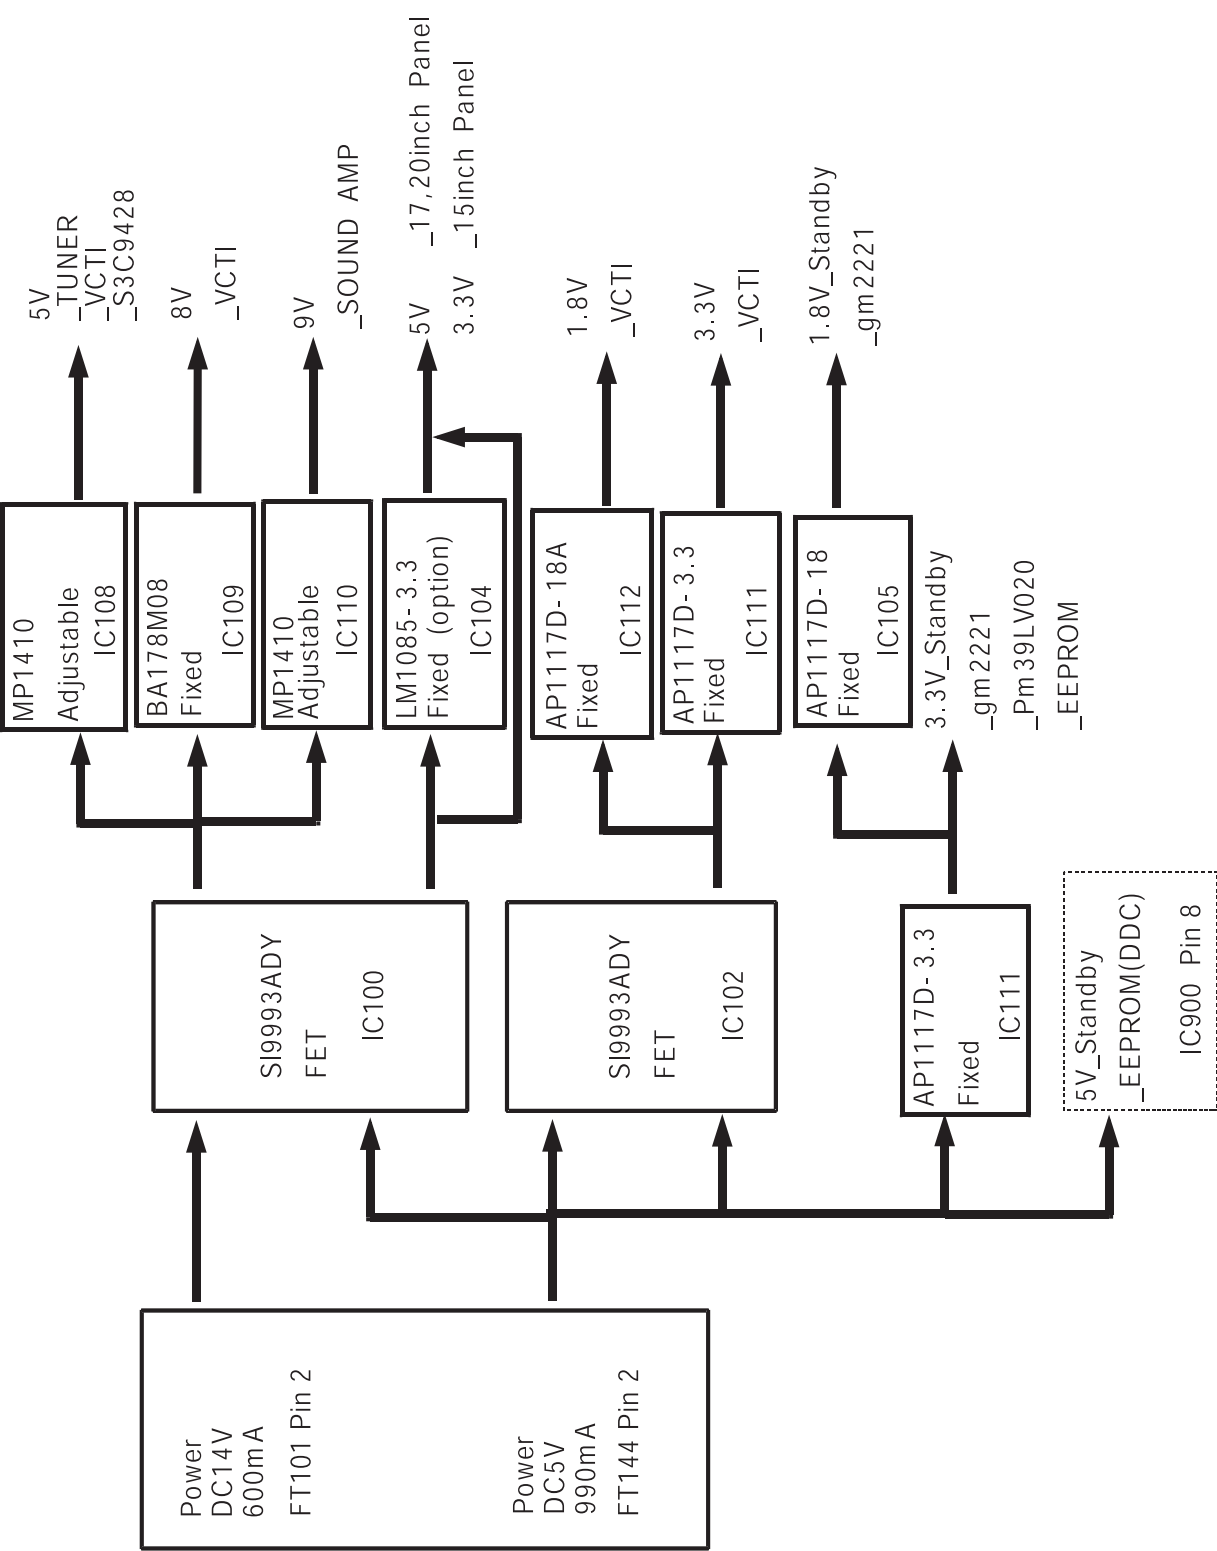 Power
DC14V
600mA
FT101 Pin 2
Power
DC5V
990mA
FT144 Pin 2
SI9993ADY
FET
IC100
SI9993ADY
FET
IC102
AP1117D-3.3
Fixed
IC111
5V_Standby
_EEPROM(DDC)
IC900 Pin 8
MP1410
Adjustable
IC108
BA178M08
Fixed
IC109
MP1410
Adjustable
IC110
LM1085-3.3
Fixed (option)
IC104
AP1117D-18A
Fixed
IC112
AP1117D-3.3
Fixed
IC111
AP1117D-18
Fixed
IC105
3.3V_Standby
_gm2221
_Pm39LV020
_EEPROM
5V
_TUNER
_VCTI
_S3C9428
8V
_VCTI
9V
_SOUND AMP
5V _17,20inch Panel
3.3V _15inch Panel
1.8V
_VCTI
3.3V
_VCTI
1.8V_Standby
_gm2221